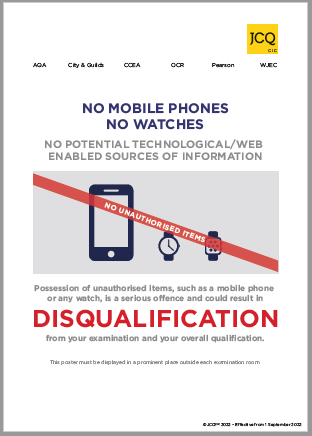 JCQ
CIC
AQA City & Guilds CCEA OCR Pearson WJEC
NO MOBILE PHONES
NO WATCHES
NO POTENTIAL TECHNOLOGICAL/WEB
ENABLED SOURCES OF INFORMATION
NO UNAUTHORISED ITEMS
Possession of unauthorised items, such as a mobile phone
or any watch, is a serious offence and could result in
DISQUALIFICATION
from your examination and your overall qualification.
This poster must be displayed in a prominent place outside each examination room
©JCQᶜᴵᶜ 2022 – Effective from 1 September 2022